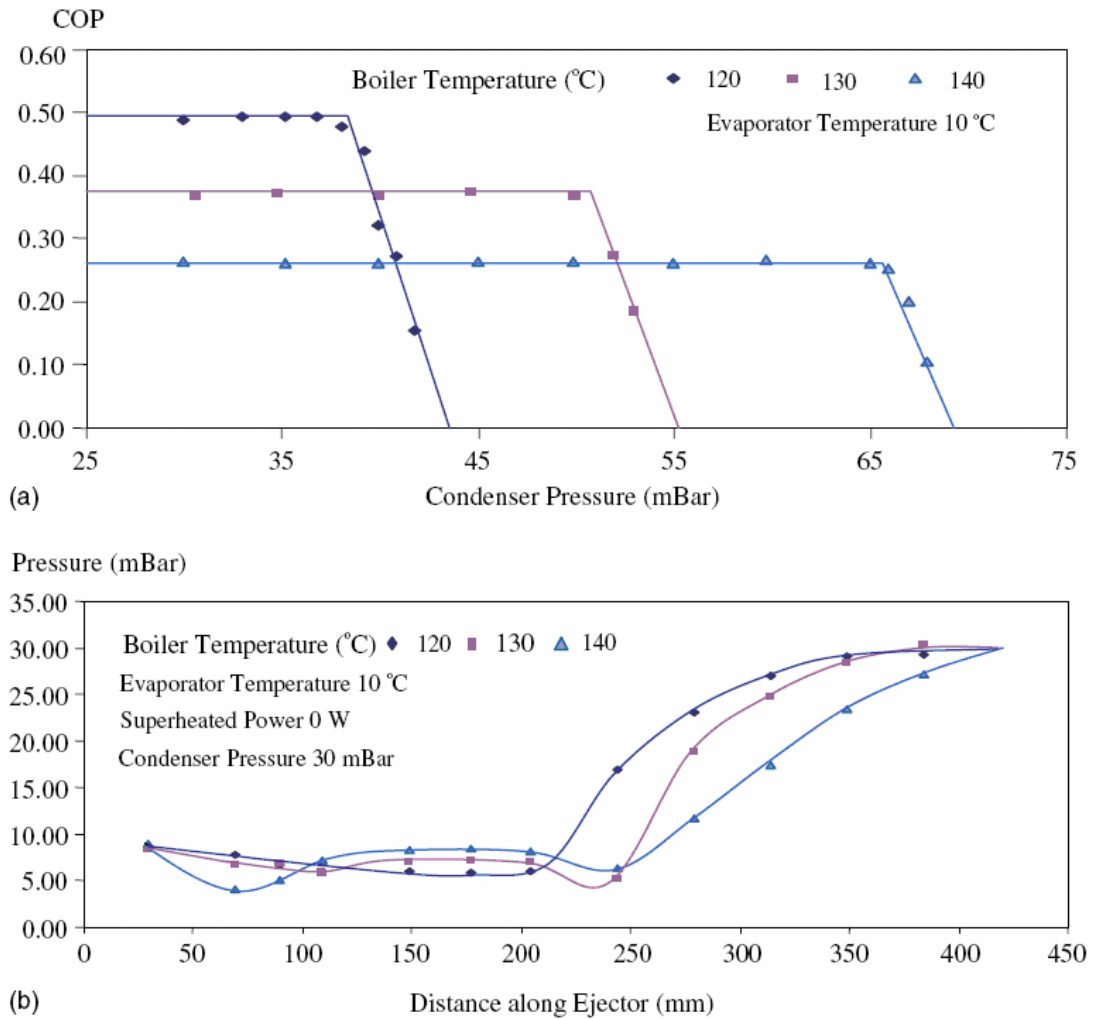 COP
0.60
Boiler Temperature (°C) 120 130 140
0.50
Evaporator Temperature 10 °C
0.40
0.30
0.20
0.10
0.00
25 35 45 55 65 75
(a) Condenser Pressure (mBar)
Pressure (mBar)
35.00
Boiler Temperature (°C) 120 130 140
30.00
Evaporator Temperature 10 °C
25.00
Superheated Power 0 W
20.00
Condenser Pressure 30 mBar
15.00
10.00
5.00
0.00
0 50 100 150 200 250 300 350 400 450
(b) Distance along Ejector (mm)